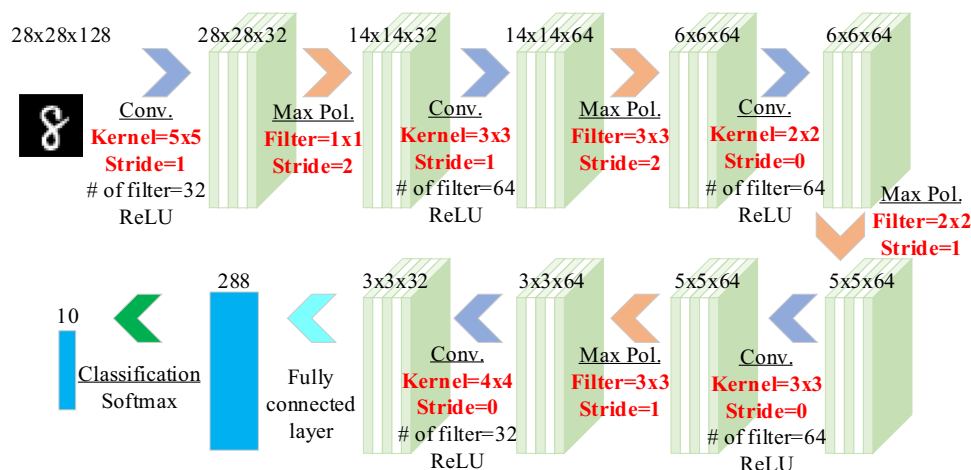 28x28x128
28x28x32
14x14x32
14x14x64
6x6x64
6x6x64
Conv.
Kernel=5x5
Stride=1
# of filter=32
ReLU
Max Pol.
Filter=1x1
Stride=2
Conv.
Kernel=3x3
Stride=1
# of filter=64
ReLU
Max Pol.
Filter=3x3
Stride=2
Conv.
Kernel=2x2
Stride=0
# of filter=64
ReLU
8
Max Pol.
Filter=2x2
Stride=1
5x5x64
Conv.
Kernel=3x3
Stride=0
# of filter=64
ReLU
5x5x64
Max Pol.
Filter=3x3
Stride=1
3x3x64
Conv.
Kernel=4x4
Stride=0
# of filter=32
ReLU
3x3x32
Fully
connected
layer
288
Classification
Softmax
10